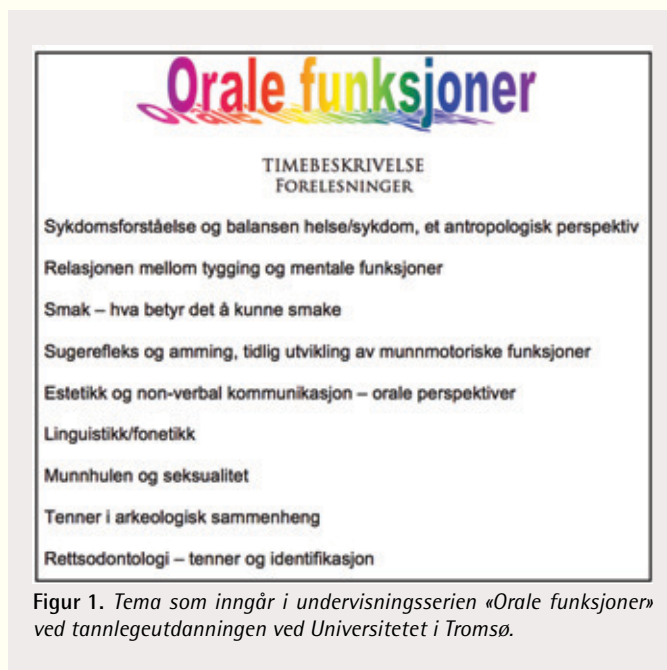 Orale funksjoner
TIMEBESKRIVELSE
FORELESNINGER
Sykdomsforståelse og balansen helse/sykdom, et antropologisk perspektiv
Relasjonen mellom tygging og mentale funksjoner
Smak – hva betyr det å kunne smake
Sugerefleks og amming, tidlig utvikling av munnmotoriske funksjoner
Estetikk og non-verbal kommunikasjon – orale perspektiver
Linguistikk/fonetikk
Munnhulen og seksualitet
Tenner i arkeologisk sammenheng
Rettsodontologi – tenner og identifikasjon
Figur 1. Tema som inngår i undervisningsserien «Orale funksjoner»
ved tannlegeutdanningen ved Universitetet i Tromsø.